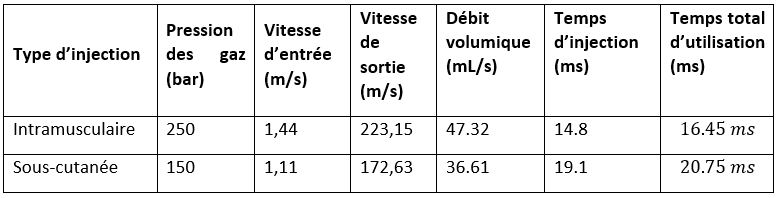 Type d’injection
Pression
des gaz
(bar)
Vitesse
d’entrée
(m/s)
Vitesse
de
sortie
(m/s)
Débit
volumique
(mL/s)
Temps
d’injection
(ms)
Temps total
d’utilisation
(ms)
Intramusculaire 250 1,44 223,15 47.32 14.8 16.45 ms
Sous-cutanée 150 1,11 172,63 36.61 19.1 20.75 ms